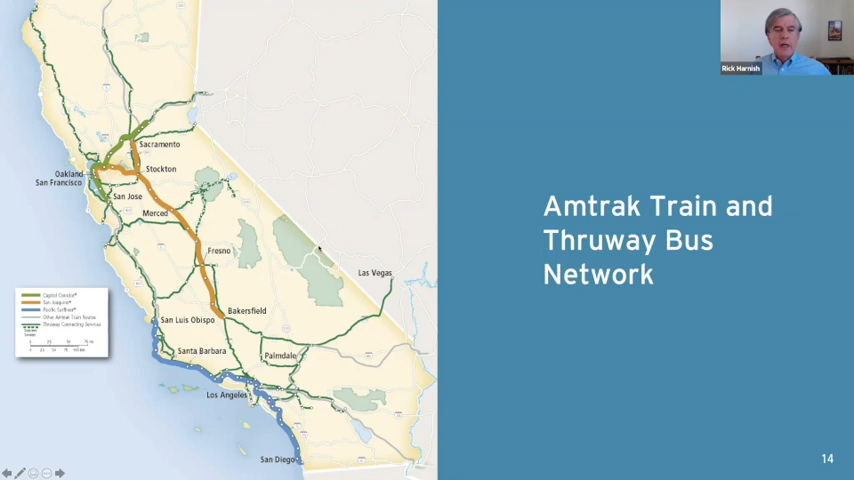 Rick Harnish
Amtrak Train and
Thruway Bus
Network
14
Sacramento
Stockton
Oakland
San Francisco
San Jose
Merced
Fresno
Las Vegas
Bakersfield
San Luis Obispo
Santa Barbara
Palmdale
Los Angeles
San Diego
Capitol Corridor®
San Joaquins®
Pacific Surfliner®
Other Amtrak Train Routes
Thruway Connecting Services